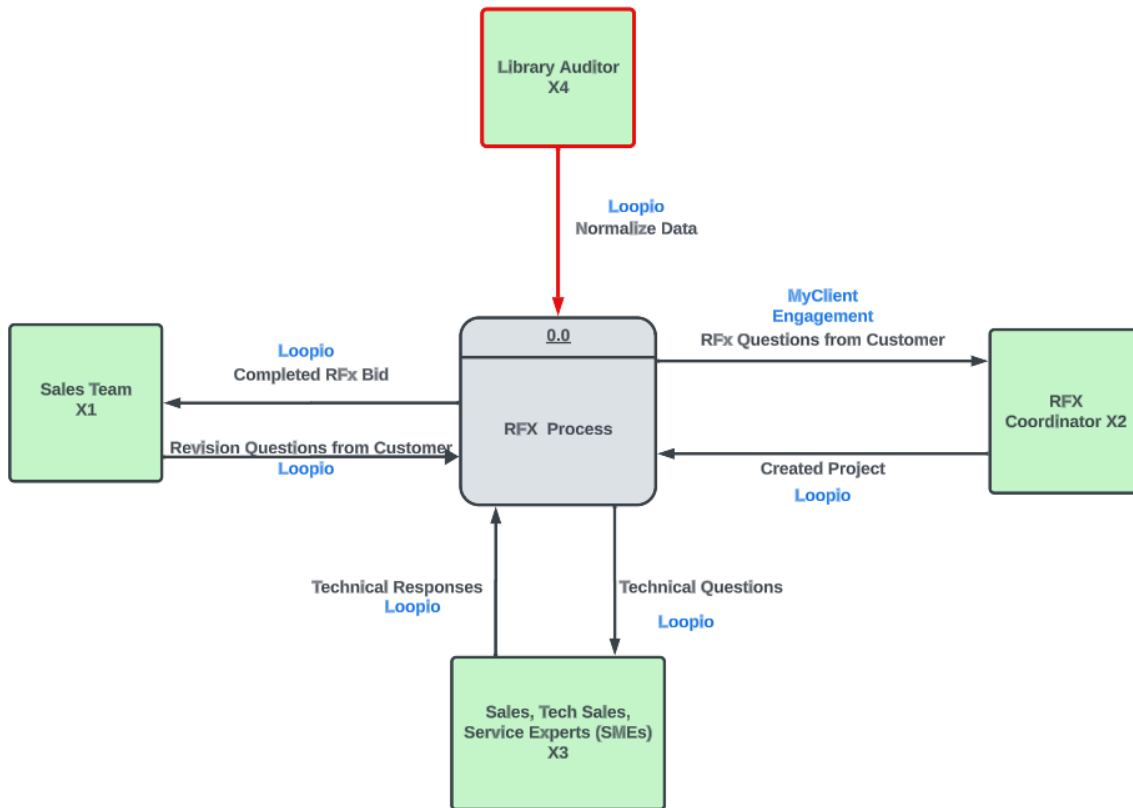 Library Auditor
X4
Loopio
Normalize Data
MyClient
Engagement
RFx Questions from Customer
0.0
RFX Process
Loopio
Completed RFx Bid
Sales Team
X1
Revision Questions from Customer
Loopio
RFX
Coordinator X2
Created Project
Loopio
Technical Responses
Loopio
Technical Questions
Loopio
Sales, Tech Sales,
Service Experts (SMEs)
X3